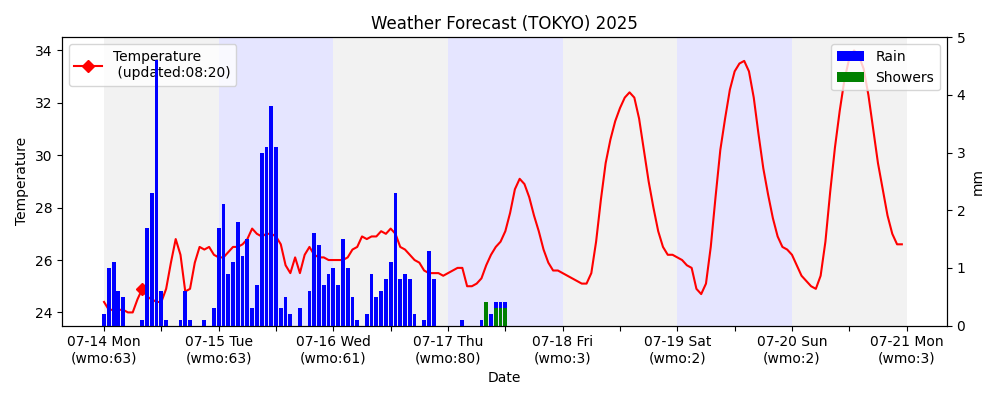 Weather Forecast (TOKYO) 2025
Temperature
(updated:08:20)
Rain
Showers
Temperature
34
32
30
28
26
24
5
4
3
2
1
0
mm
07-14 Mon
(wmo:63)
07-15 Tue
(wmo:63)
07-16 Wed
(wmo:61)
07-17 Thu
(wmo:80)
07-18 Fri
(wmo:3)
07-19 Sat
(wmo:2)
07-20 Sun
(wmo:2)
07-21 Mon
(wmo:3)
Date